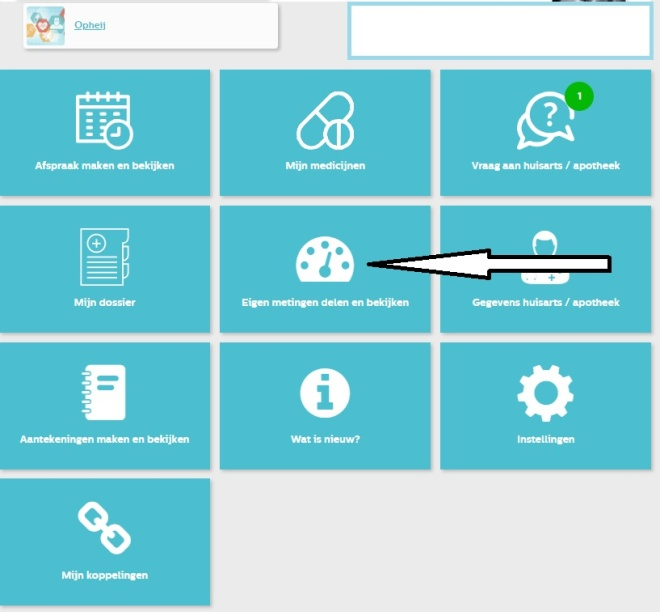 Opheij
Afspraak maken en bekijken
Mijn medicijnen
1
?
Vraag aan huisarts / apotheek
Mijn dossier
Eigen metingen delen en bekijken
Gegevens huisarts / apotheek
Aantekeningen maken en bekijken
Wat is nieuw?
Instellingen
Mijn koppelingen